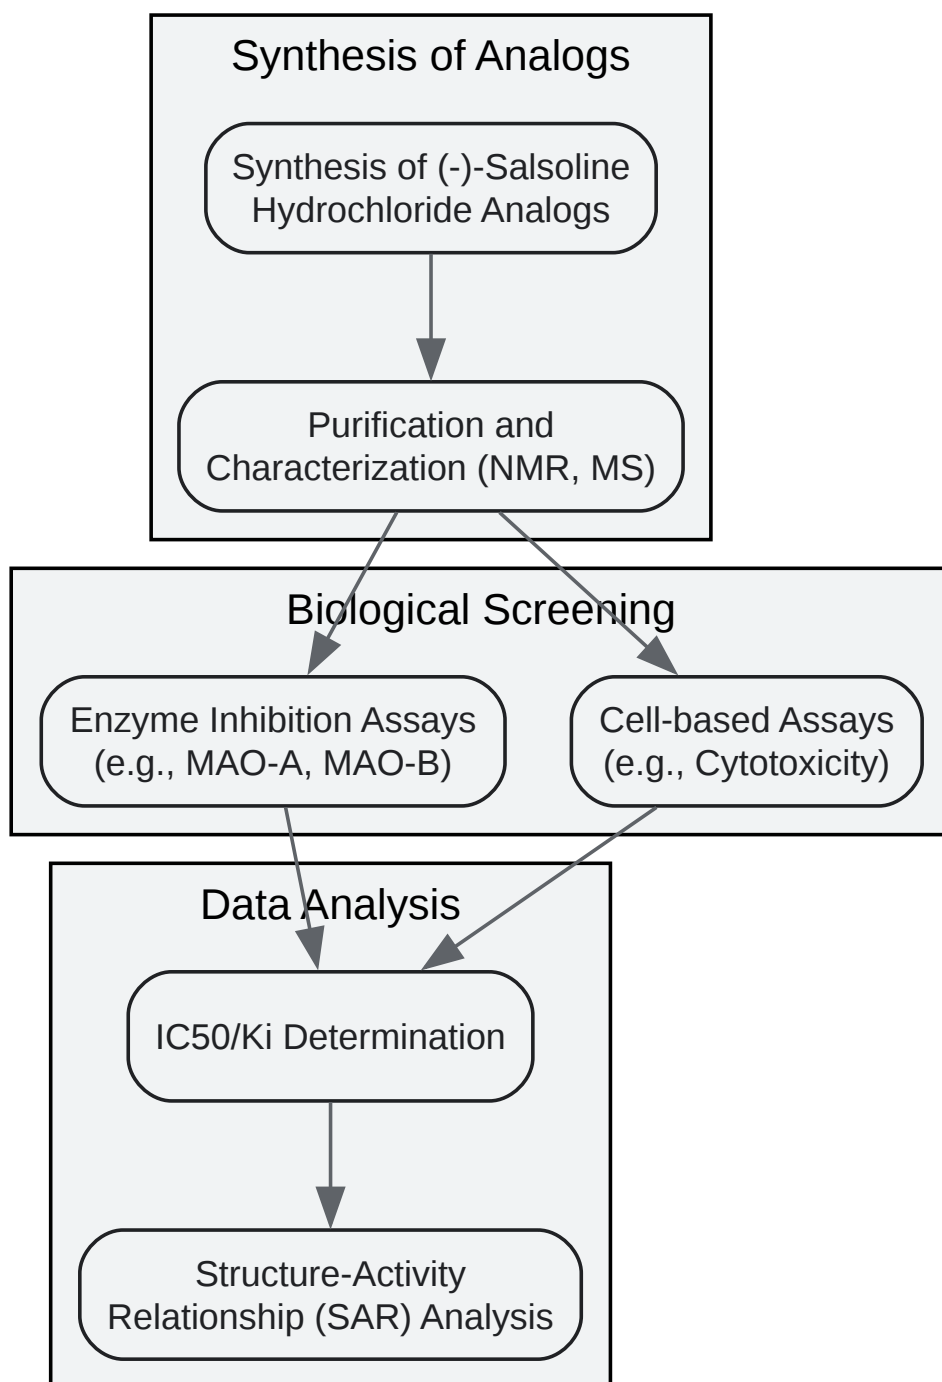 Synthesis of Analogs
Synthesis of (-)-Salsoline
Hydrochloride Analogs
Purification and
Characterization (NMR, MS)
Biological Screening
Enzyme Inhibition Assays
(e.g., MAO-A, MAO-B)
Cell-based Assays
(e.g., Cytotoxicity)
Data Analysis
IC50/Ki Determination
Structure-Activity
Relationship (SAR) Analysis